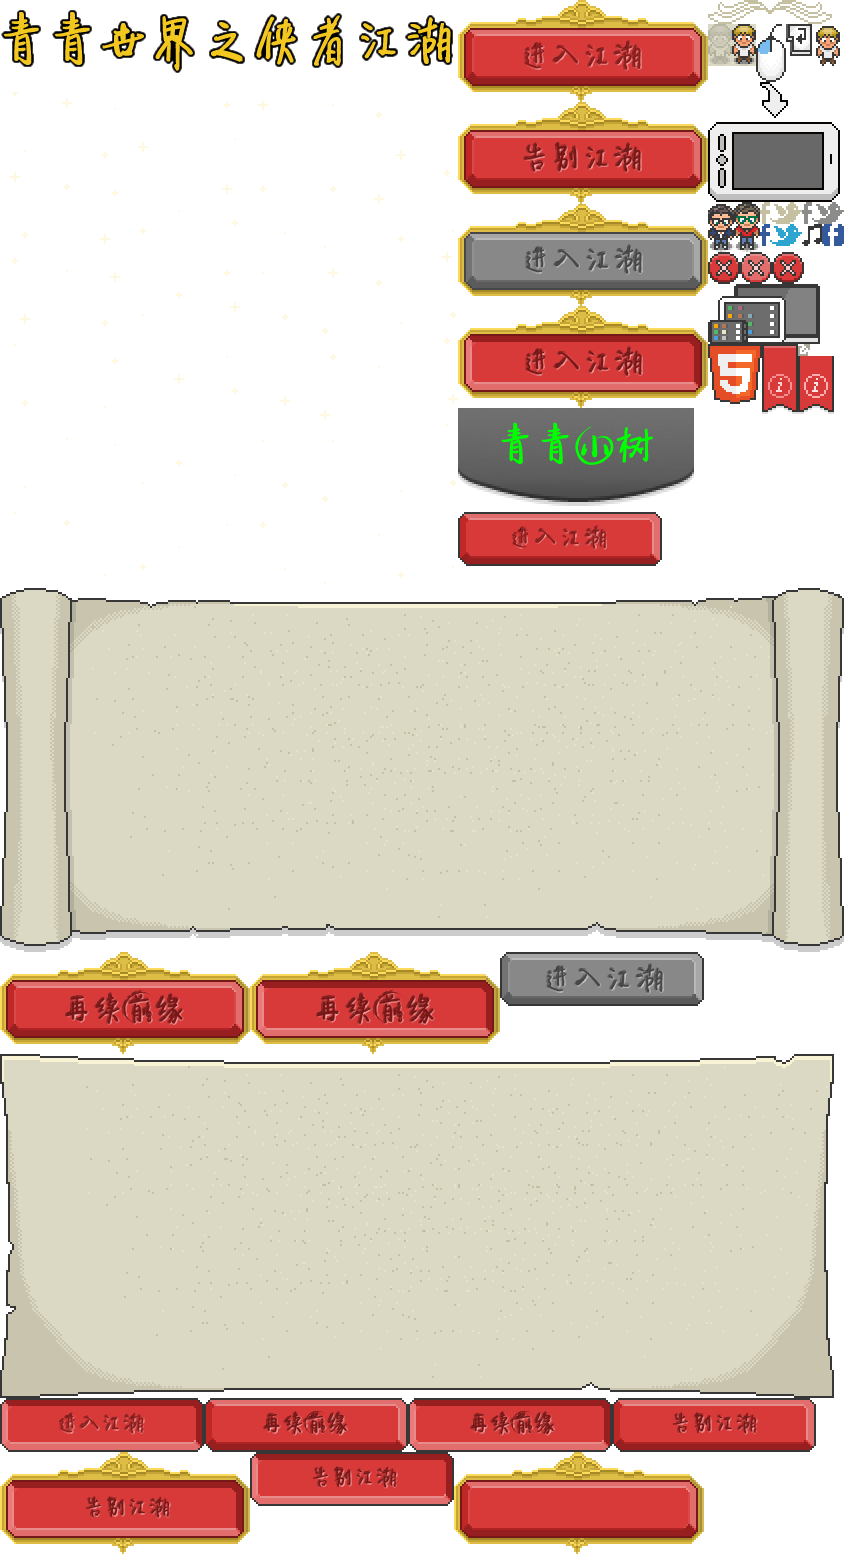 青青世界之侠者江湖
进入江湖
告别江湖
进入江湖
进入江湖
青青小树
进入江湖
f f
f f
5 i i
再续前缘 再续前缘 进入江湖
进入江湖 再续前缘 再续前缘 告别江湖
告别江湖 告别江湖